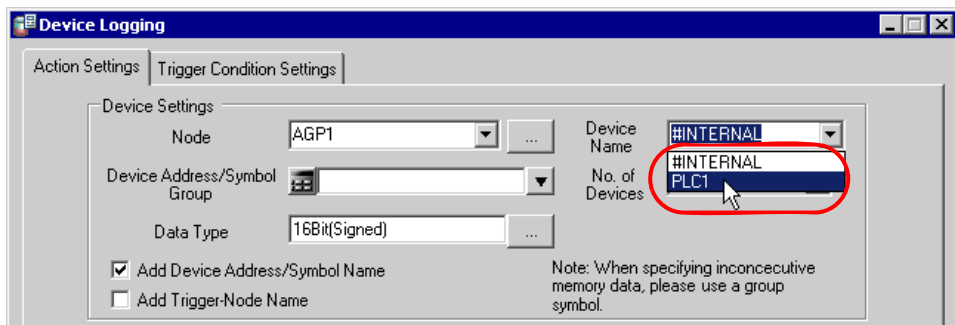 Device Logging
Action Settings
Trigger Condition Settings
Device Settings
Node
AGP1
...
Device
Name
#INTERNAL
#INTERNAL
PLC1
Device Address/Symbol
Group
No. of
Devices
Data Type
16Bit(Signed)
...
Add Device Address/Symbol Name
Add Trigger-Node Name
Note: When specifying inconcecutive
memory data, please use a group
symbol.